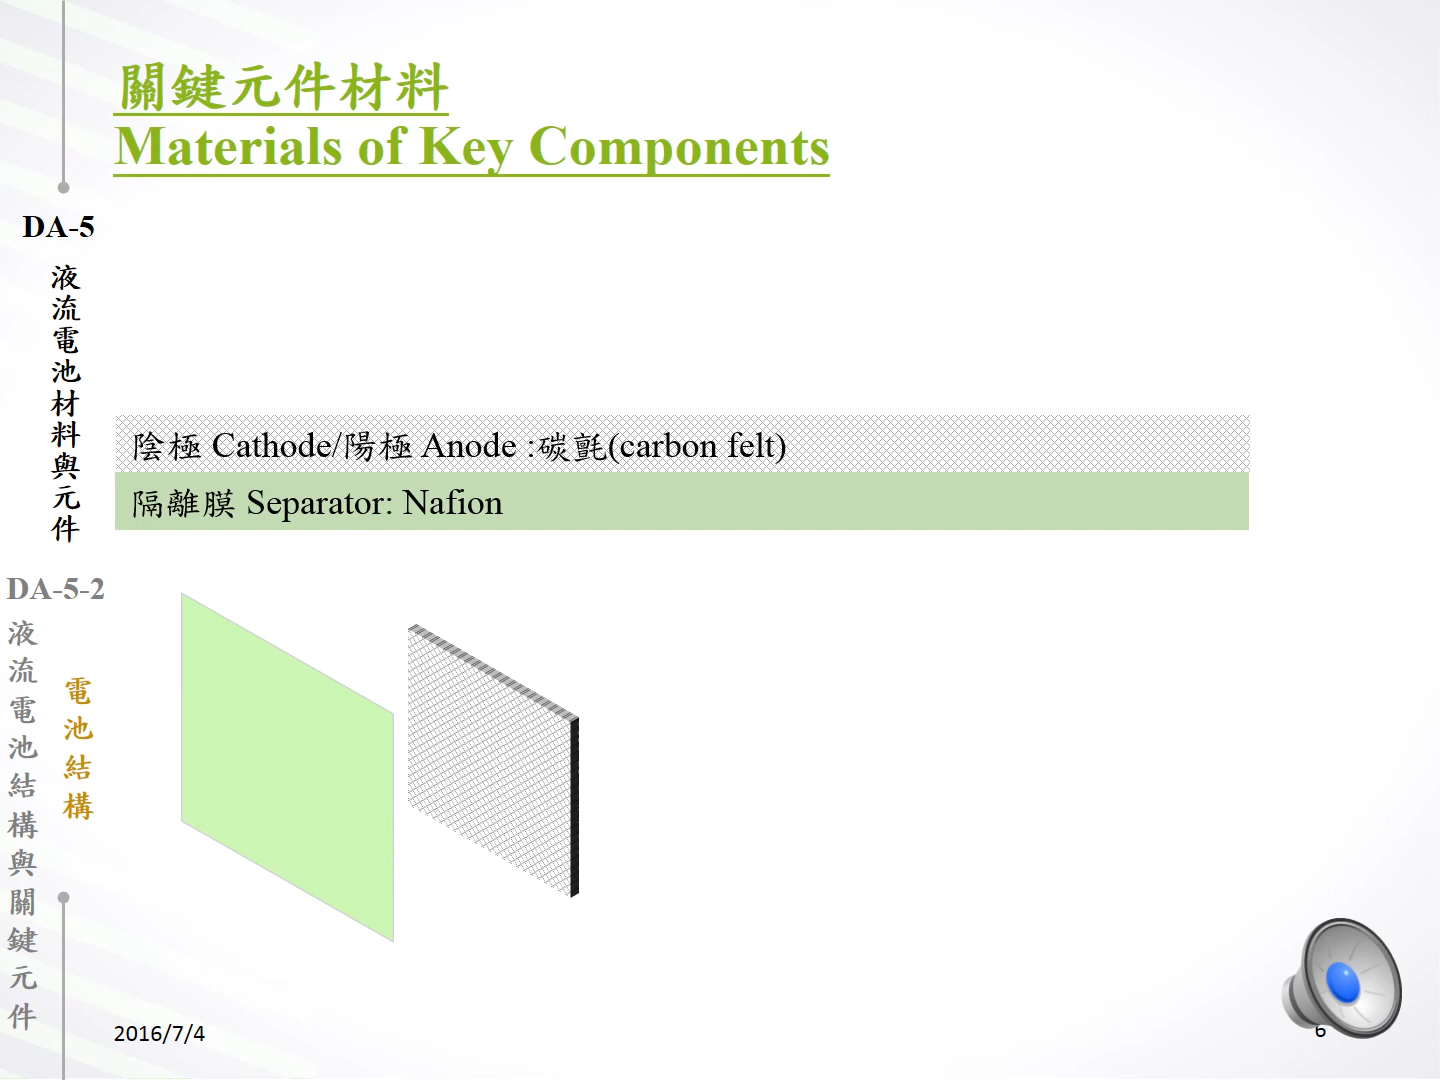 關鍵元件材料
Materials of Key Components
DA-5
液流電池材料與元件
DA-5-2
液流電池結構與關鍵元件
電池結構
陰極 Cathode/陽極 Anode :碳氈(carbon felt)
隔離膜 Separator: Nafion
2016/7/4
6